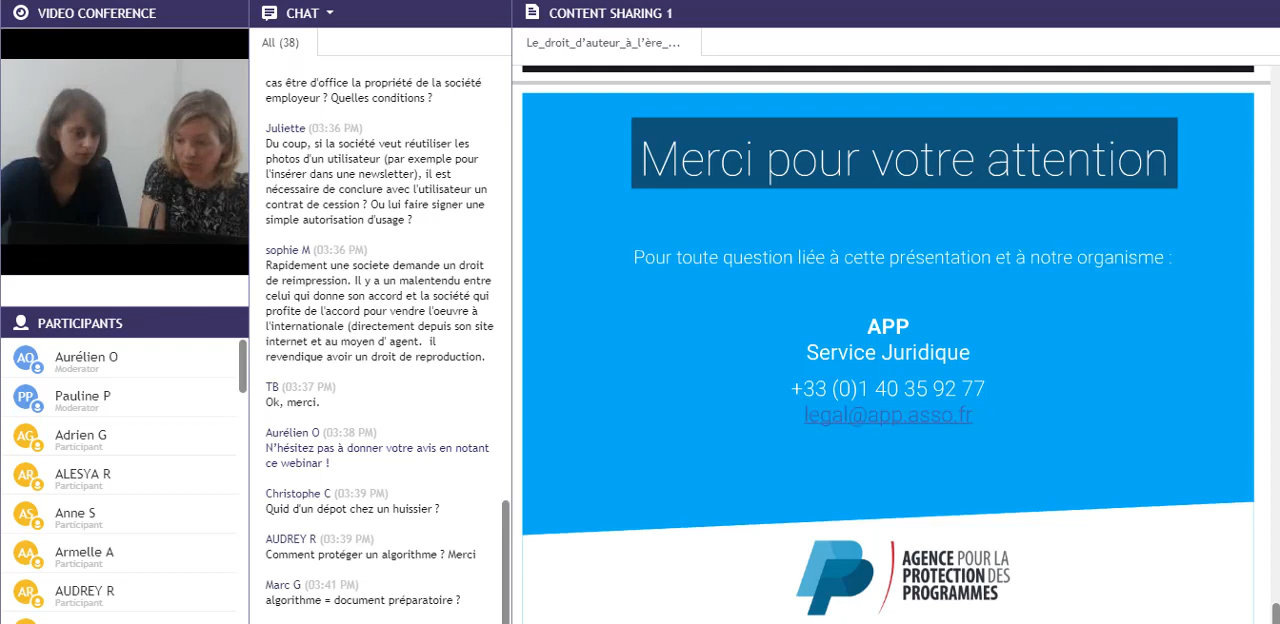 VIDEO CONFERENCE
PARTICIPANTS
AO
Aurélien O
Moderator
PP
Pauline P
Moderator
AG
Adrien G
Participant
AR
ALESYA R
Participant
AS
Anne S
Participant
AA
Armelle A
Participant
AR
AUDREY R
Participant
CHAT
All (38)
cas être d'office la propriété de la société
employeur ? Quelles conditions ?
Juliette (03:36 PM)
Du coup, si la société veut réutiliser les
photos d'un utilisateur (par exemple pour
l'insérer dans une newsletter), il est
nécessaire de conclure avec l'utilisateur un
contrat de cession ? Ou lui faire signer une
simple autorisation d'usage ?
sophie M (03:36 PM)
Rapidement une societe demande un droit
de reimpression. Il y a un malentendu entre
celui qui donne son accord et la société qui
profite de l'accord pour vendre l'oeuvre à
l'internationale (directement depuis son site
internet et au moyen d' agent. il
revendique avoir un droit de reproduction.
TB (03:37 PM)
Ok, merci.
Aurélien O (03:38 PM)
N’hésitez pas à donner votre avis en notant
ce webinar !
Christophe C (03:39 PM)
Quid d'un dépot chez un huissier ?
AUDREY R (03:39 PM)
Comment protéger un algorithme ? Merci
Marc G (03:41 PM)
algorithme = document préparatoire ?
CONTENT SHARING 1
Le_droit_d’auteur_à_l’ère_...
Merci pour votre attention
Pour toute question liée à cette présentation et à notre organisme :
APP
Service Juridique
+33 (0)1 40 35 92 77
legal@app.asso.fr
AGENCE POUR LA
PROTECTION DES
PROGRAMMES